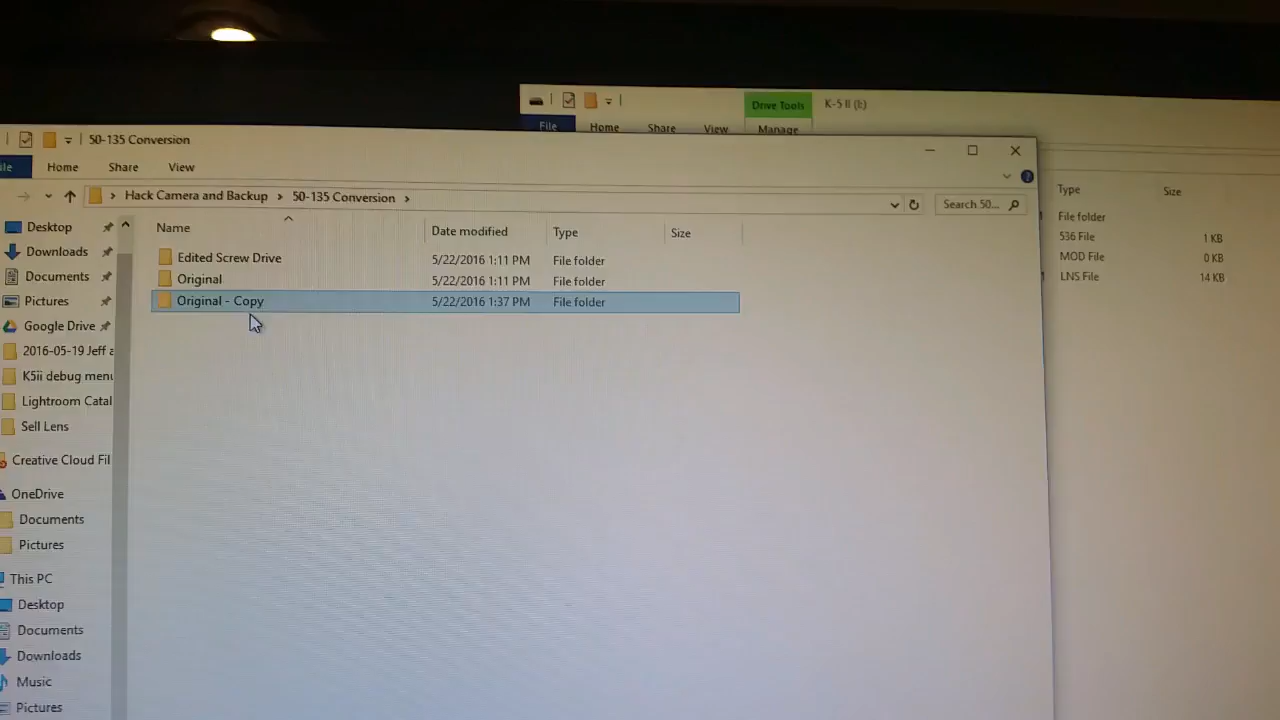 Drive Tools K-5 II (I:)
File Home Share View Manage
50-135 Conversion
Home Share View
Hack Camera and Backup > 50-135 Conversion >
Search 50...
Name Date modified Type Size
Edited Screw Drive 5/22/2016 1:11 PM File folder
Original 5/22/2016 1:11 PM File folder
Original - Copy 5/22/2016 1:37 PM File folder
Desktop
Downloads
Documents
Pictures
Google Drive
2016-05-19 Jeff a
K5ii debug menu
Lightroom Catal
Sell Lens
Creative Cloud Fil
OneDrive
Documents
Pictures
This PC
Desktop
Documents
Downloads
Music
Pictures
Type Size
File folder
536 File 1 KB
MOD File 0 KB
LNS File 14 KB